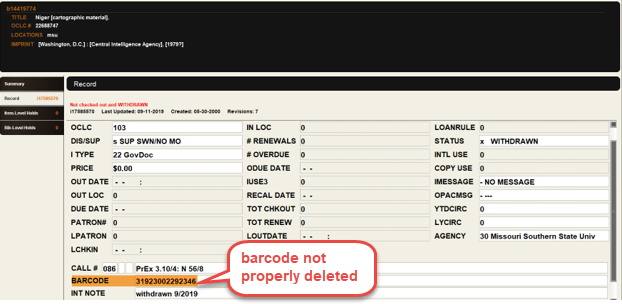 b14419774
TITLE Niger [cartographic material].
OCLC # 22688747
LOCATIONS msu
IMPRINT [Washington, D.C.] : [Central Intelligence Agency], [1979?]
Summary
Record i17585570
Item-Level Holds 0
Bib-Level Holds 0
Record
Not checked out and WITHDRAWN
i17585570 Last Updated: 09-11-2019 Created: 05-30-2000 Revisions: 7
OCLC 103 IN LOC 0 LOANRULE 0
DIS/SUP s SUP SWN/NO MO # RENEWALS 0 STATUS x WITHDRAWN
I TYPE 22 GovDoc # OVERDUE 0 INTL USE 0
PRICE $0.00 ODUE DATE - - COPY USE 0
OUT DATE - - : IUSE3 0 IMESSAGE - NO MESSAGE
OUT LOC 0 RECAL DATE - - OPACMSG - ---
DUE DATE - - TOT CHKOUT 0 YTDCIRC 0
PATRON# 0 TOT RENEW 0 LYCIRC 0
LPATRON 0 LOUTDATE - - : AGENCY 30 Missouri Southern State Univ
LCHKIN - - :
CALL # 086 PrEx 3.10/4: N 56/8
BARCODE 31923002292346
INT NOTE withdrawn 9/2019
barcode not
properly deleted